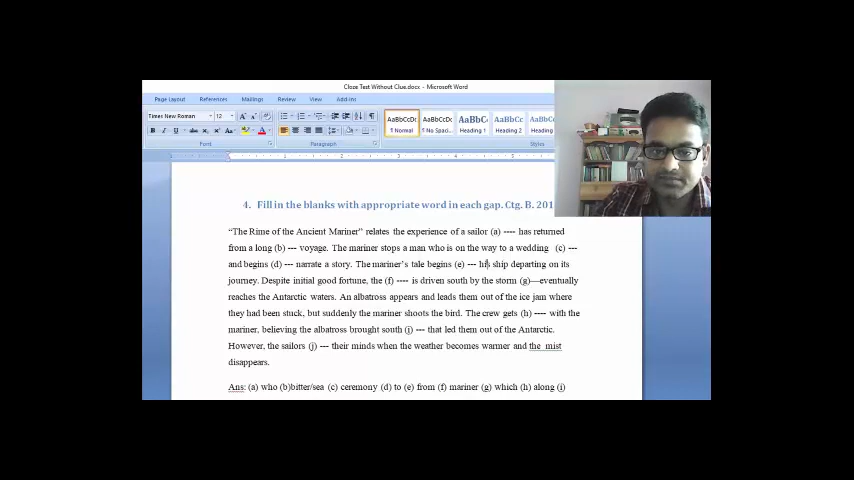 Cloze Test Without Clue.docx - Microsoft Word
Page Layout References Mailings Review View Add-Ins
Times New Roman 12
AaBbCcDc AaBbCcDc AaBbC AaBbCc AaBbCc
¶ Normal ¶ No Spaci... Heading 1 Heading 2 Heading
Font Paragraph Styles
4. Fill in the blanks with appropriate word in each gap. Ctg. B. 201
“The Rime of the Ancient Mariner” relates the experience of a sailor (a) ---- has returned
from a long (b) --- voyage. The mariner stops a man who is on the way to a wedding (c) ---
and begins (d) --- narrate a story. The mariner’s tale begins (e) --- his ship departing on its
journey. Despite initial good fortune, the (f) ---- is driven south by the storm (g)—eventually
reaches the Antarctic waters. An albatross appears and leads them out of the ice jam where
they had been stuck, but suddenly the mariner shoots the bird. The crew gets (h) ---- with the
mariner, believing the albatross brought south (i) --- that led them out of the Antarctic.
However, the sailors (j) --- their minds when the weather becomes warmer and the mist
disappears.
Ans: (a) who (b)bitter/sea (c) ceremony (d) to (e) from (f) mariner (g) which (h) along (i)